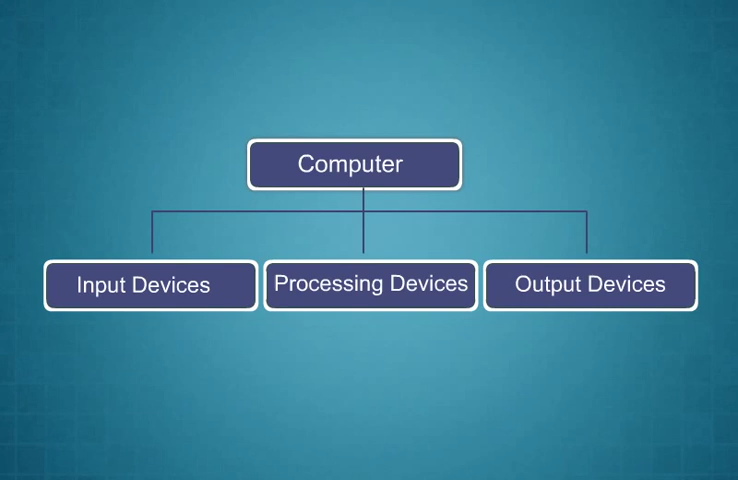 Computer
Input Devices
Processing Devices
Output Devices